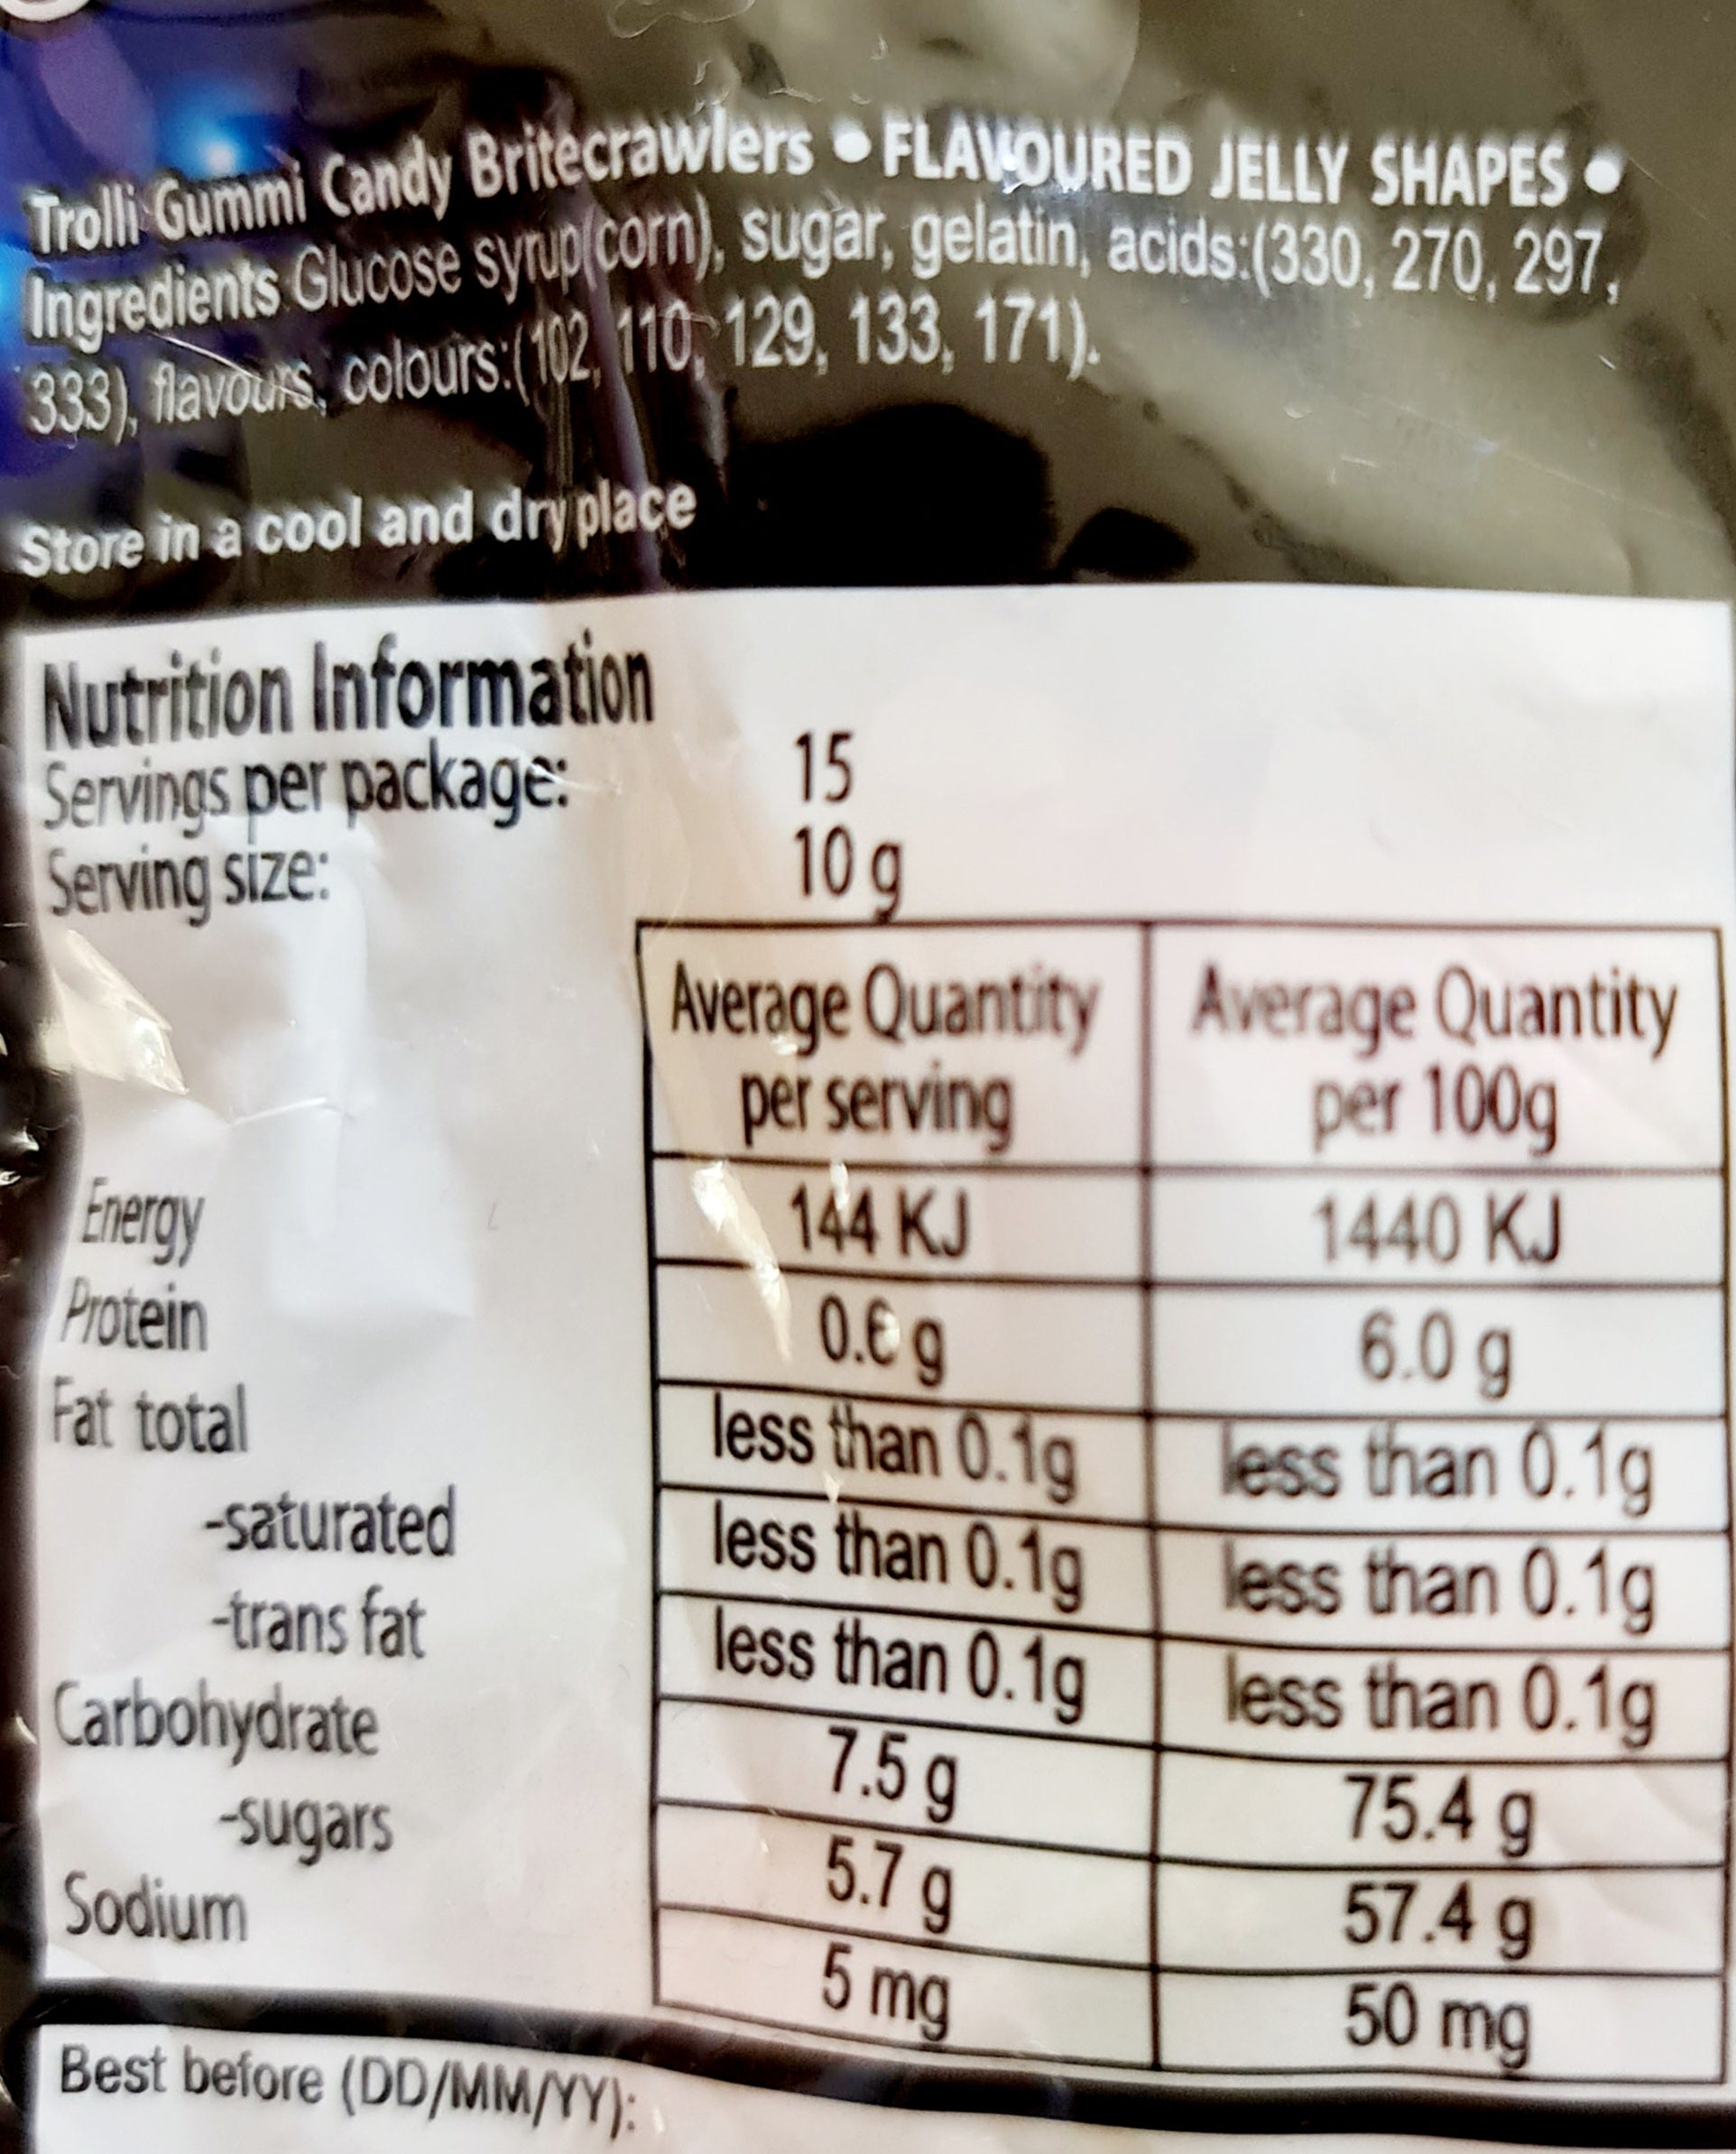 Trolli Gummi Candy Britecrawlers • FLAVOURED JELLY SHAPES •
Ingredients Glucose syrup(corn), sugar, gelatin, acids:(330, 270, 297,
333), flavours, colours:(102, 110, 129, 133, 171).
Store in a cool and dry place
Nutrition Information
Servings per package: 15
Serving size: 10 g
Average Quantity per serving Average Quantity per 100g
Energy 144 KJ 1440 KJ
Protein 0.6 g 6.0 g
Fat total less than 0.1g less than 0.1g
-saturated less than 0.1g less than 0.1g
-trans fat less than 0.1g less than 0.1g
Carbohydrate 7.5 g 75.4 g
-sugars 5.7 g 57.4 g
Sodium 5 mg 50 mg
Best before (DD/MM/YY):